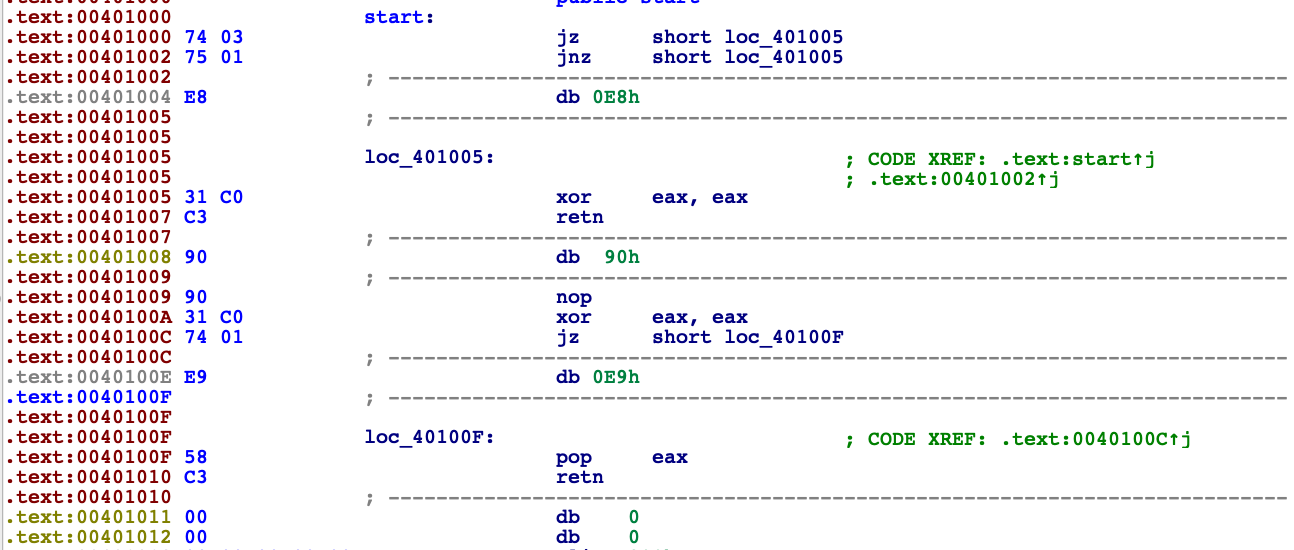 .text:00401000 public start
.text:00401000 start:
.text:00401000 74 03 jz short loc_401005
.text:00401002 75 01 jnz short loc_401005
.text:00401002 ; ---------------------------------------------------------------------------
.text:00401004 E8 db 0E8h
.text:00401005 ; ---------------------------------------------------------------------------
.text:00401005
.text:00401005 loc_401005: ; CODE XREF: .text:start↑j
.text:00401005 ; .text:00401002↑j
.text:00401005 31 C0 xor eax, eax
.text:00401007 C3 retn
.text:00401007 ; ---------------------------------------------------------------------------
.text:00401008 90 db 90h
.text:00401009 ; ---------------------------------------------------------------------------
.text:00401009 90 nop
.text:0040100A 31 C0 xor eax, eax
.text:0040100C 74 01 jz short loc_40100F
.text:0040100C ; ---------------------------------------------------------------------------
.text:0040100E E9 db 0E9h
.text:0040100F ; ---------------------------------------------------------------------------
.text:0040100F
.text:0040100F loc_40100F: ; CODE XREF: .text:0040100C↑j
.text:0040100F 58 pop eax
.text:00401010 C3 retn
.text:00401010 ; ---------------------------------------------------------------------------
.text:00401011 00 db 0
.text:00401012 00 db 0